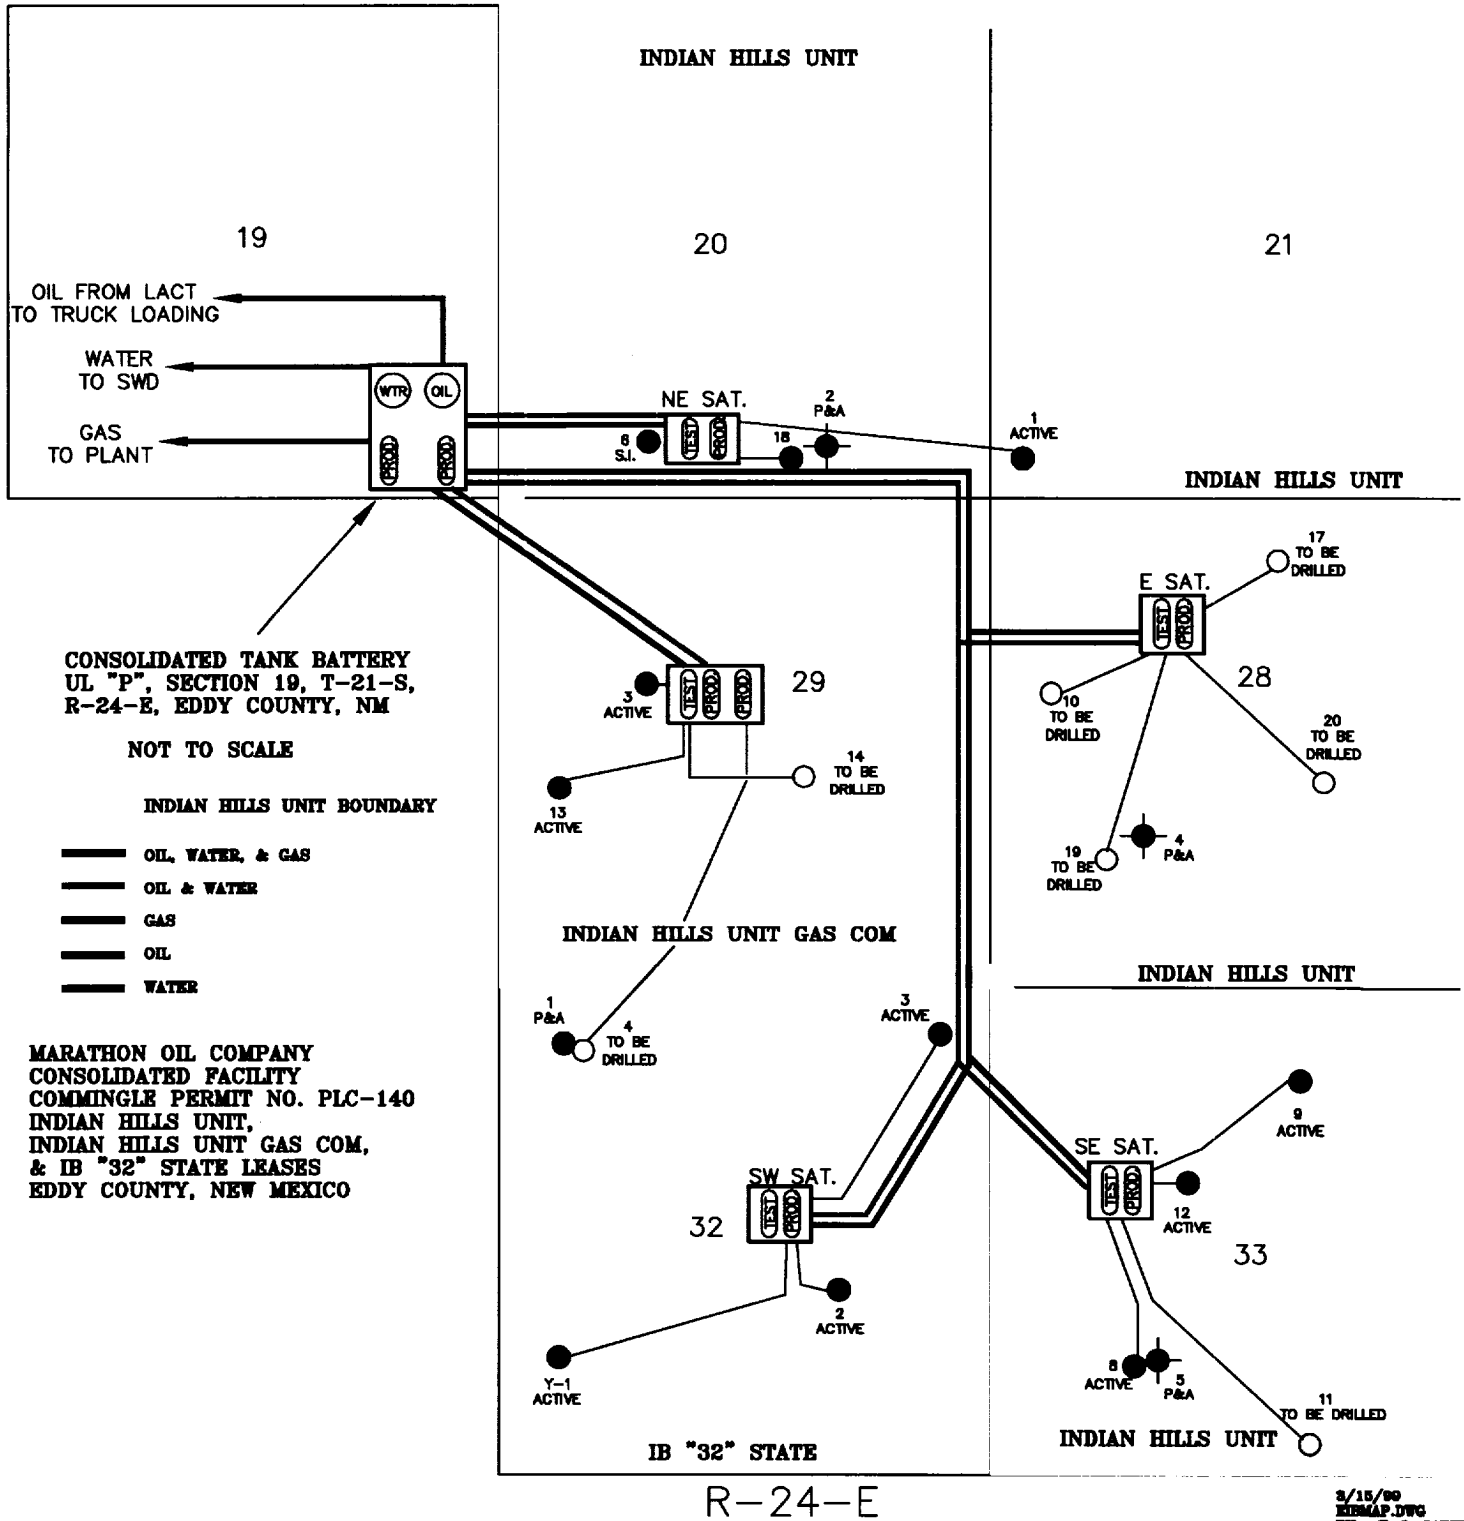 INDIAN HILLS UNIT
19
20
21
OIL FROM LACT
TO TRUCK LOADING
WATER
TO SWD
GAS
TO PLANT
WTR
OIL
PROD
PROD
NE SAT.
TEST
PROD
6
S.I.
18
2
P&A
1
ACTIVE
INDIAN HILLS UNIT
17
TO BE
DRILLED
E SAT.
TEST
PROD
28
10
TO BE
DRILLED
20
TO BE
DRILLED
19
TO BE
DRILLED
4
P&A
INDIAN HILLS UNIT
CONSOLIDATED TANK BATTERY
UL "P", SECTION 19, T-21-S,
R-24-E, EDDY COUNTY, NM
NOT TO SCALE
INDIAN HILLS UNIT BOUNDARY
OIL, WATER, & GAS
OIL & WATER
GAS
OIL
WATER
3
ACTIVE
TEST
PROD
PROD
29
13
ACTIVE
14
TO BE
DRILLED
INDIAN HILLS UNIT GAS COM
1
P&A
4
TO BE
DRILLED
3
ACTIVE
MARATHON OIL COMPANY
CONSOLIDATED FACILITY
COMMINGLE PERMIT NO. PLC-140
INDIAN HILLS UNIT,
INDIAN HILLS UNIT GAS COM,
& IB "32" STATE LEASES
EDDY COUNTY, NEW MEXICO
SW SAT.
TEST
PROD
32
2
ACTIVE
Y-1
ACTIVE
IB "32" STATE
SE SAT.
TEST
PROD
9
ACTIVE
12
ACTIVE
33
8
ACTIVE
5
P&A
11
TO BE DRILLED
INDIAN HILLS UNIT
R-24-E
3/15/99